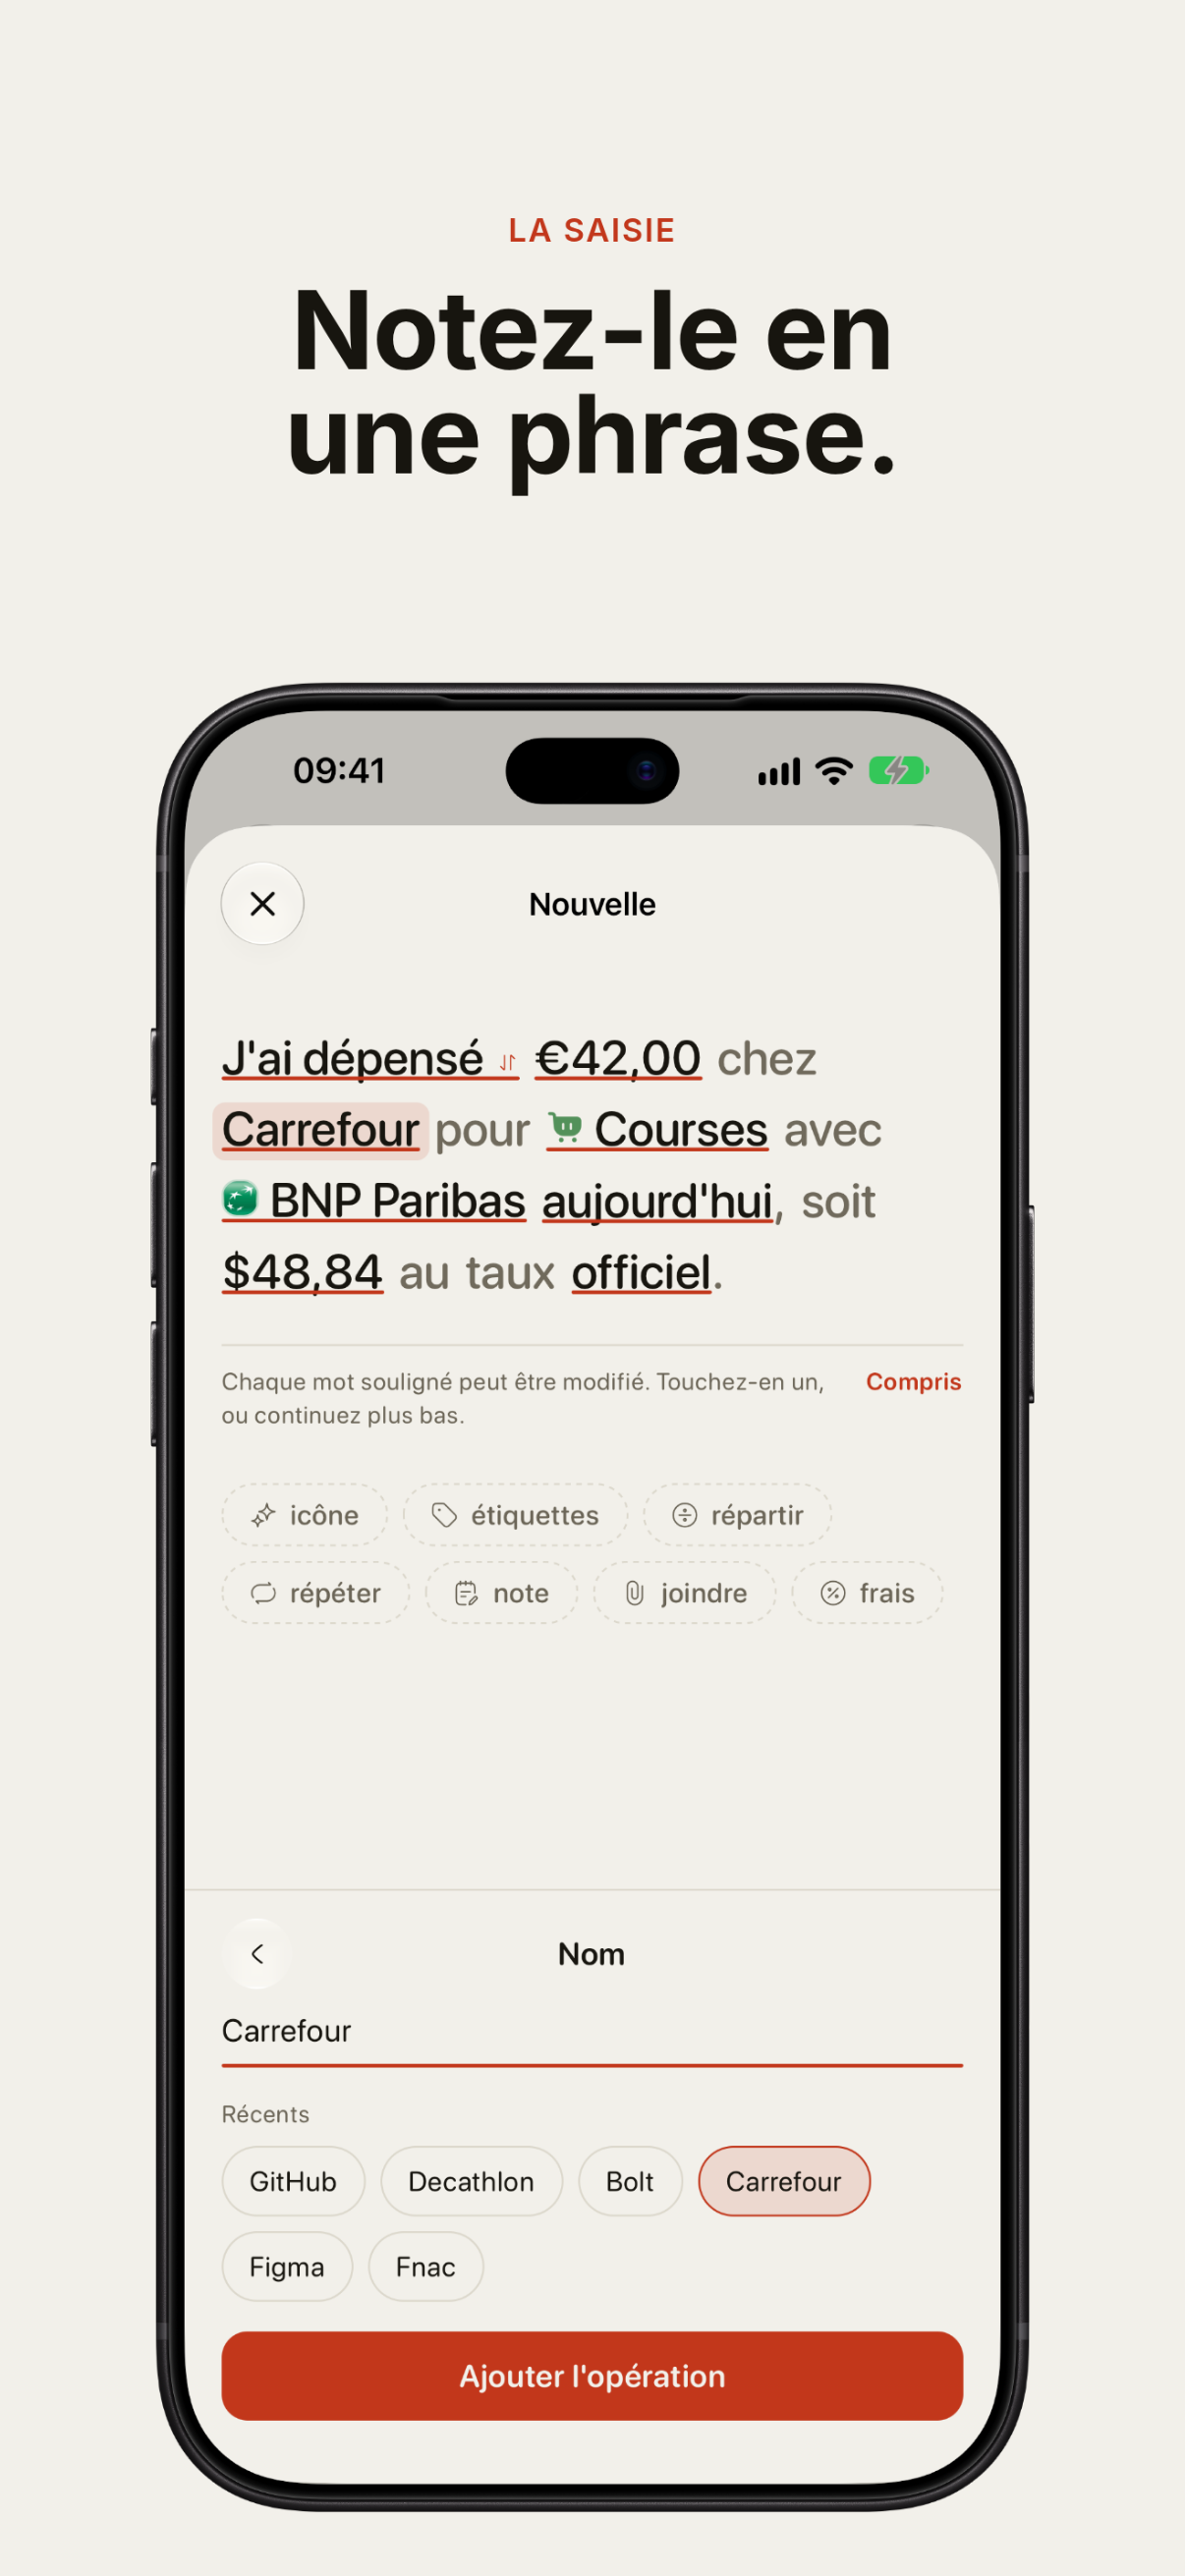 LA SAISIE
Notez-le en
une phrase.
09:41
Nouvelle
J'ai dépensé €42,00 chez
Carrefour pour Courses avec
BNP Paribas aujourd'hui, soit
$48,84 au taux officiel.
Chaque mot souligné peut être modifié. Touchez-en un,
ou continuez plus bas.
Compris
icône étiquettes répartir
répéter note joindre frais
Nom
Carrefour
Récents
GitHub Decathlon Bolt Carrefour
Figma Fnac
Ajouter l'opération